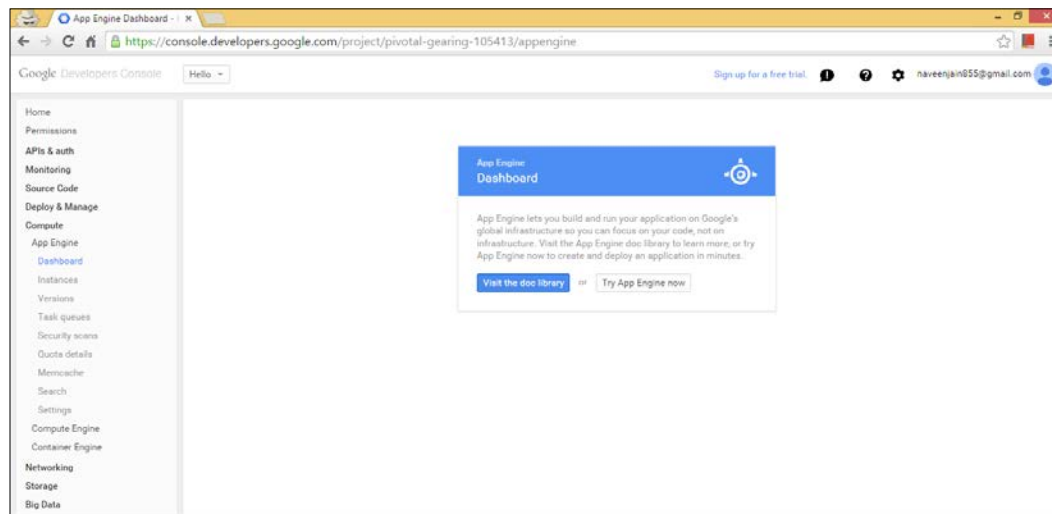 App Engine Dashboard -
https://console.developers.google.com/project/pivotal-gearing-105413/appengine
Google Developers Console
Hello
Sign up for a free trial.
naveenjain855@gmail.com
Home
Permissions
APIs & auth
Monitoring
Source Code
Deploy & Manage
Compute
App Engine
Dashboard
Instances
Versions
Task queues
Security scans
Quota details
Memcache
Search
Settings
Compute Engine
Container Engine
Networking
Storage
Big Data
App Engine
Dashboard
App Engine lets you build and run your application on Google's
global infrastructure so you can focus on your code, not on
infrastructure. Visit the App Engine doc library to learn more, or try
App Engine now to create and deploy an application in minutes.
Visit the doc library or Try App Engine now